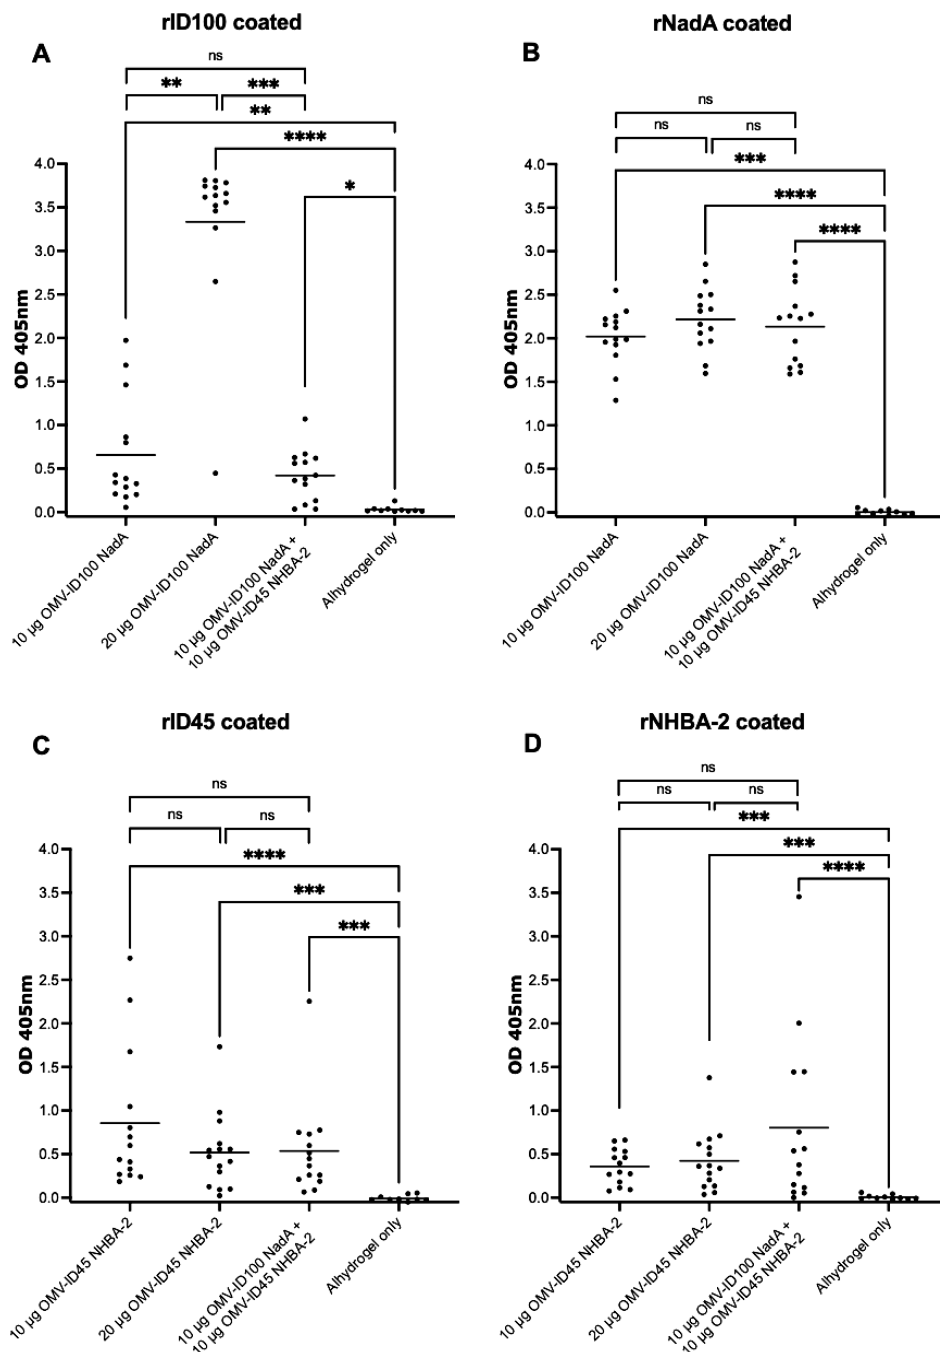 rID100 coated
A
ns
** ***
**
****
*
OD 405nm
4.0
3.5
3.0
2.5
2.0
1.5
1.0
0.5
0.0
10 µg OMV-ID100 NadA
20 µg OMV-ID100 NadA
10 µg OMV-ID100 NadA +
10 µg OMV-ID45 NHBA-2
Alhydrogel only
rNadA coated
B
ns
ns ns
***
****
****
OD 405nm
4.0
3.5
3.0
2.5
2.0
1.5
1.0
0.5
0.0
10 µg OMV-ID100 NadA
20 µg OMV-ID100 NadA
10 µg OMV-ID100 NadA +
10 µg OMV-ID45 NHBA-2
Alhydrogel only
rID45 coated
C
ns
ns ns
****
***
***
OD 405nm
4.0
3.5
3.0
2.5
2.0
1.5
1.0
0.5
0.0
10 µg OMV-ID45 NHBA-2
20 µg OMV-ID45 NHBA-2
10 µg OMV-ID100 NadA +
10 µg OMV-ID45 NHBA-2
Alhydrogel only
rNHBA-2 coated
D
ns
ns ns
***
***
****
OD 405nm
4.0
3.5
3.0
2.5
2.0
1.5
1.0
0.5
0.0
10 µg OMV-ID45 NHBA-2
20 µg OMV-ID45 NHBA-2
10 µg OMV-ID100 NadA +
10 µg OMV-ID45 NHBA-2
Alhydrogel only